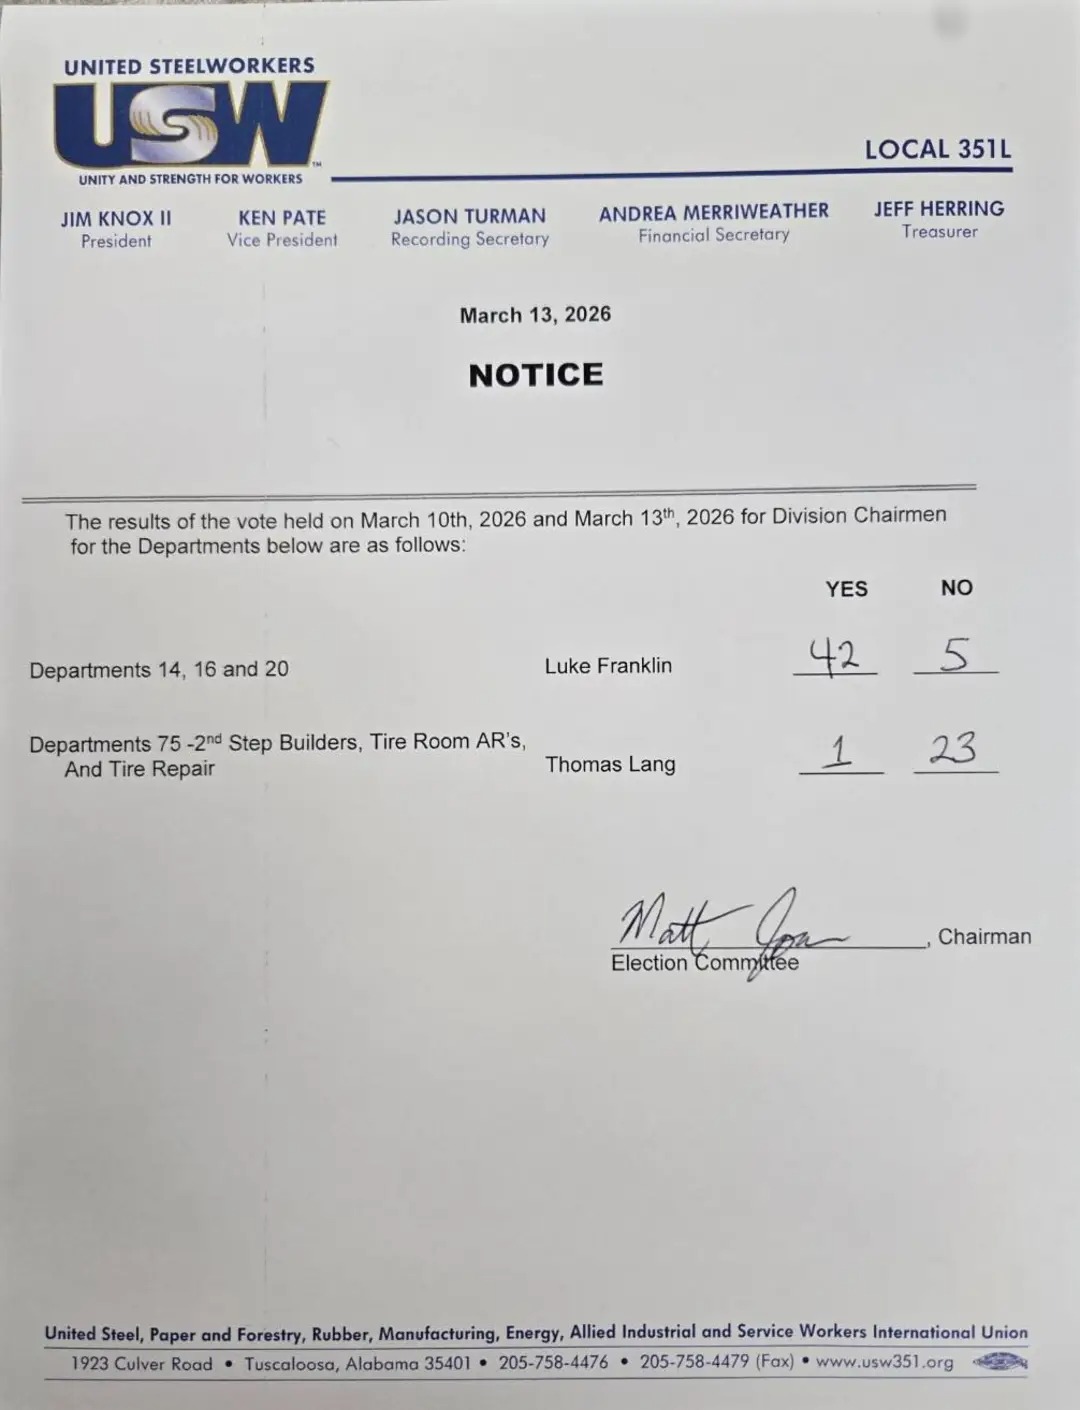 UNITED STEELWORKERS
USW
TM
UNITY AND STRENGTH FOR WORKERS
LOCAL 351L
JIM KNOX II
President
KEN PATE
Vice President
JASON TURMAN
Recording Secretary
ANDREA MERRIWEATHER
Financial Secretary
JEFF HERRING
Treasurer
March 13, 2026
NOTICE
The results of the vote held on March 10th, 2026 and March 13th, 2026 for Division Chairmen
for the Departments below are as follows:
YES NO
Departments 14, 16 and 20 Luke Franklin 42 5
Departments 75 -2nd Step Builders, Tire Room AR's,
And Tire Repair Thomas Lang 1 23
Matt
, Chairman
Election Committee
United Steel, Paper and Forestry, Rubber, Manufacturing, Energy, Allied Industrial and Service Workers International Union
1923 Culver Road • Tuscaloosa, Alabama 35401 • 205-758-4476 • 205-758-4479 (Fax) • www.usw351.org